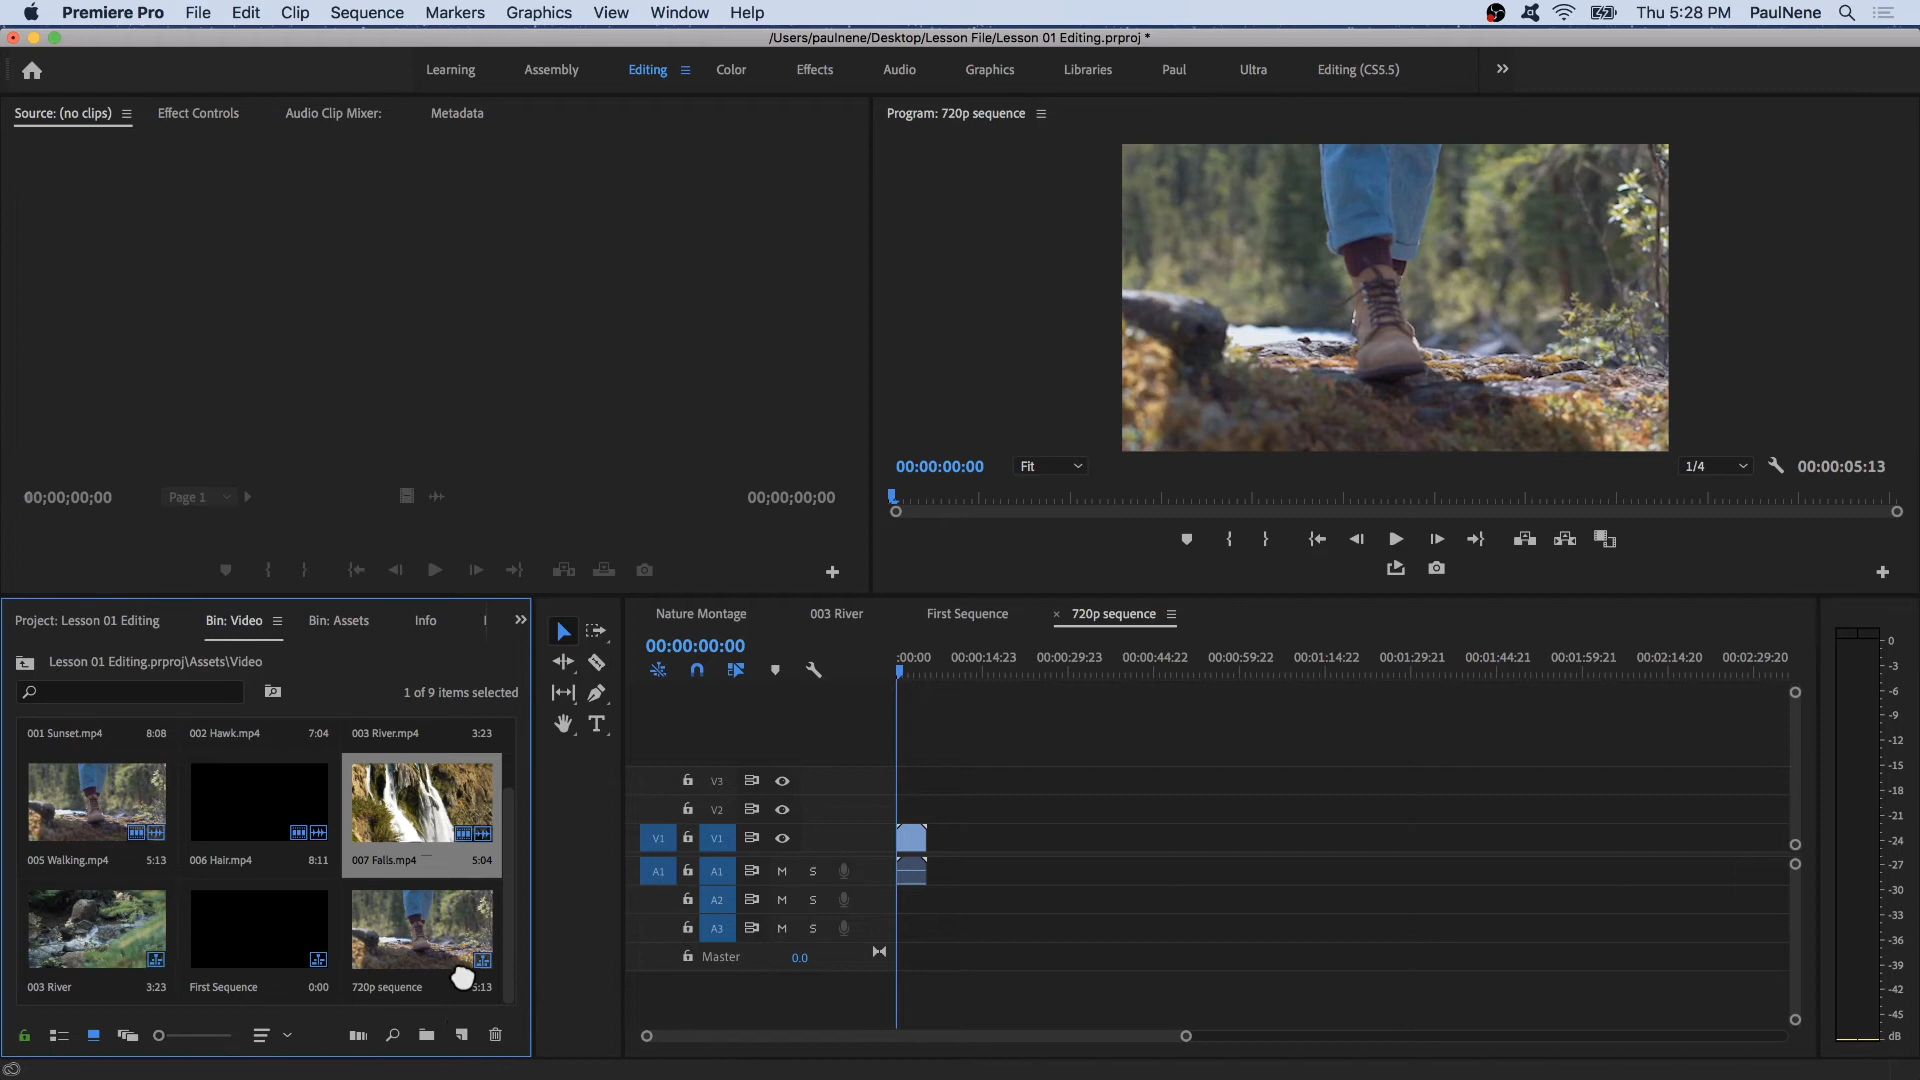 Premiere Pro File Edit Clip Sequence Markers Graphics View Window Help Thu 5:28 PM PaulNene
/Users/paulnene/Desktop/Lesson File/Lesson 01 Editing.prproj *
Learning Assembly Editing Color Effects Audio Graphics Libraries Paul Ultra Editing (CS5.5)
Source: (no clips) Effect Controls Audio Clip Mixer: Metadata
Program: 720p sequence
00:00:00:00 Fit 1/4 00:00:05:13
00;00;00;00 Page 1 00;00;00;00
Project: Lesson 01 Editing Bin: Video Bin: Assets Info
Lesson 01 Editing.prproj\Assets\Video
1 of 9 items selected
001 Sunset.mp4 8:08 002 Hawk.mp4 7:04 003 River.mp4 3:23
005 Walking.mp4 5:13 006 Hair.mp4 8:11 007 Falls.mp4 5:04
003 River 3:23 First Sequence 0:00 720p sequence 5:13
Nature Montage 003 River First Sequence × 720p sequence
00:00:00:00
:00:00 00:00:14:23 00:00:29:23 00:00:44:22 00:00:59:22 00:01:14:22 00:01:29:21 00:01:44:21 00:01:59:21 00:02:14:20 00:02:29:20
V3
V2
V1 V1
A1 A1 M S
A2 M S
A3 M S
Master 0.0
0
-3
-6
-9
-12
-15
-18
-21
-24
-27
-30
-33
-36
-39
-42
-45
dB